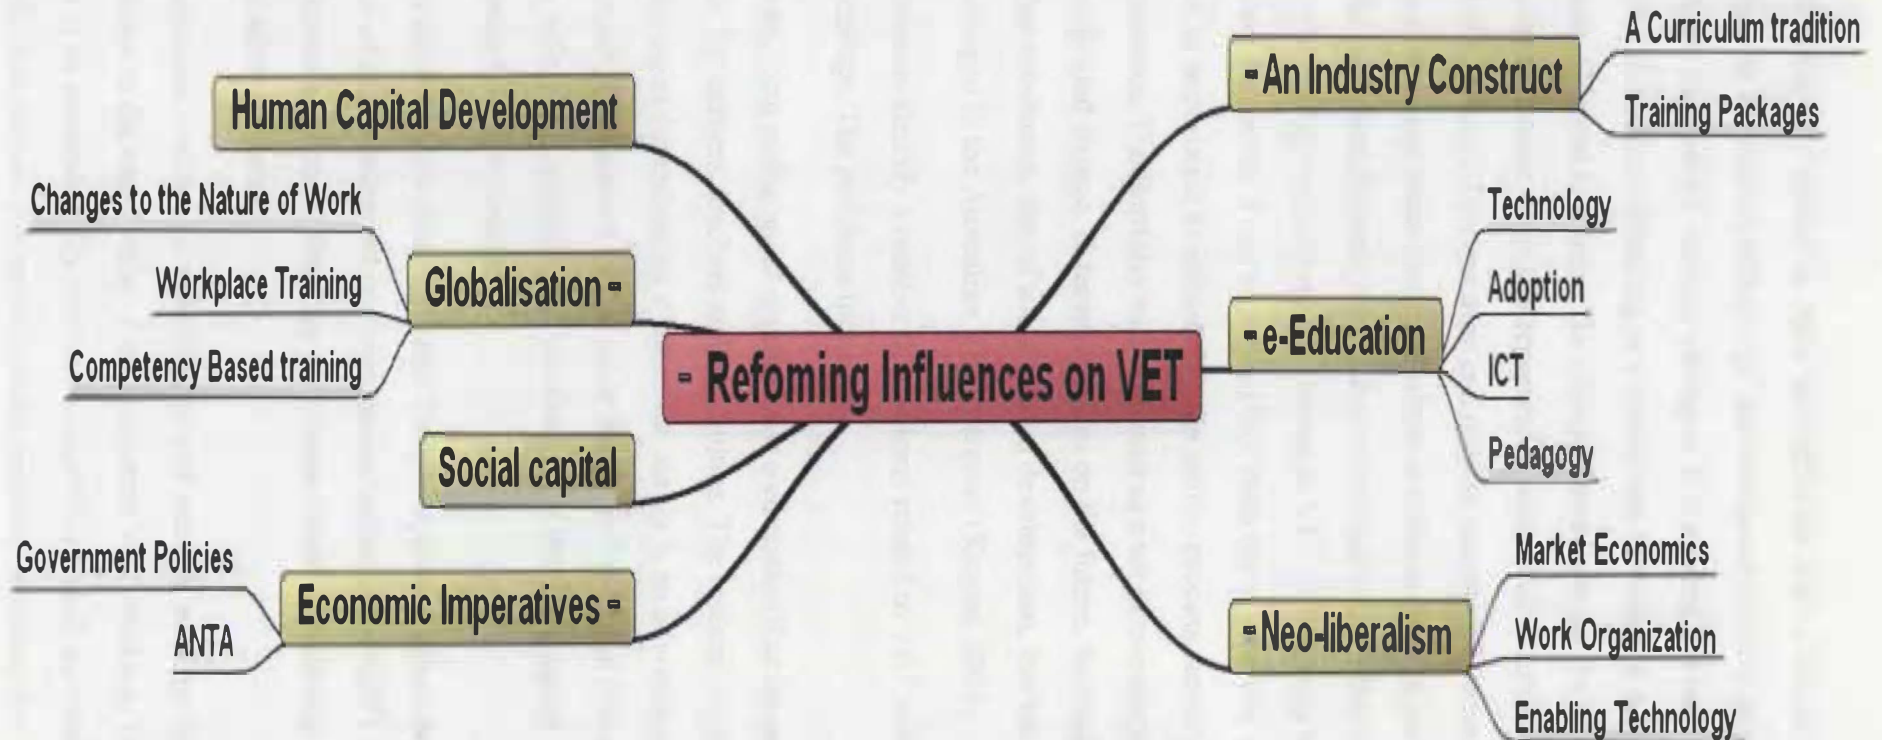 Human Capital Development
Changes to the Nature of Work
Workplace Training
Competency Based training
Globalisation -
Social capital
Government Policies
ANTA
Economic Imperatives -
- Refoming Influences on VET
- An Industry Construct
A Curriculum tradition
Training Packages
- e-Education
Technology
Adoption
ICT
Pedagogy
- Neo-liberalism
Market Economics
Work Organization
Enabling Technology